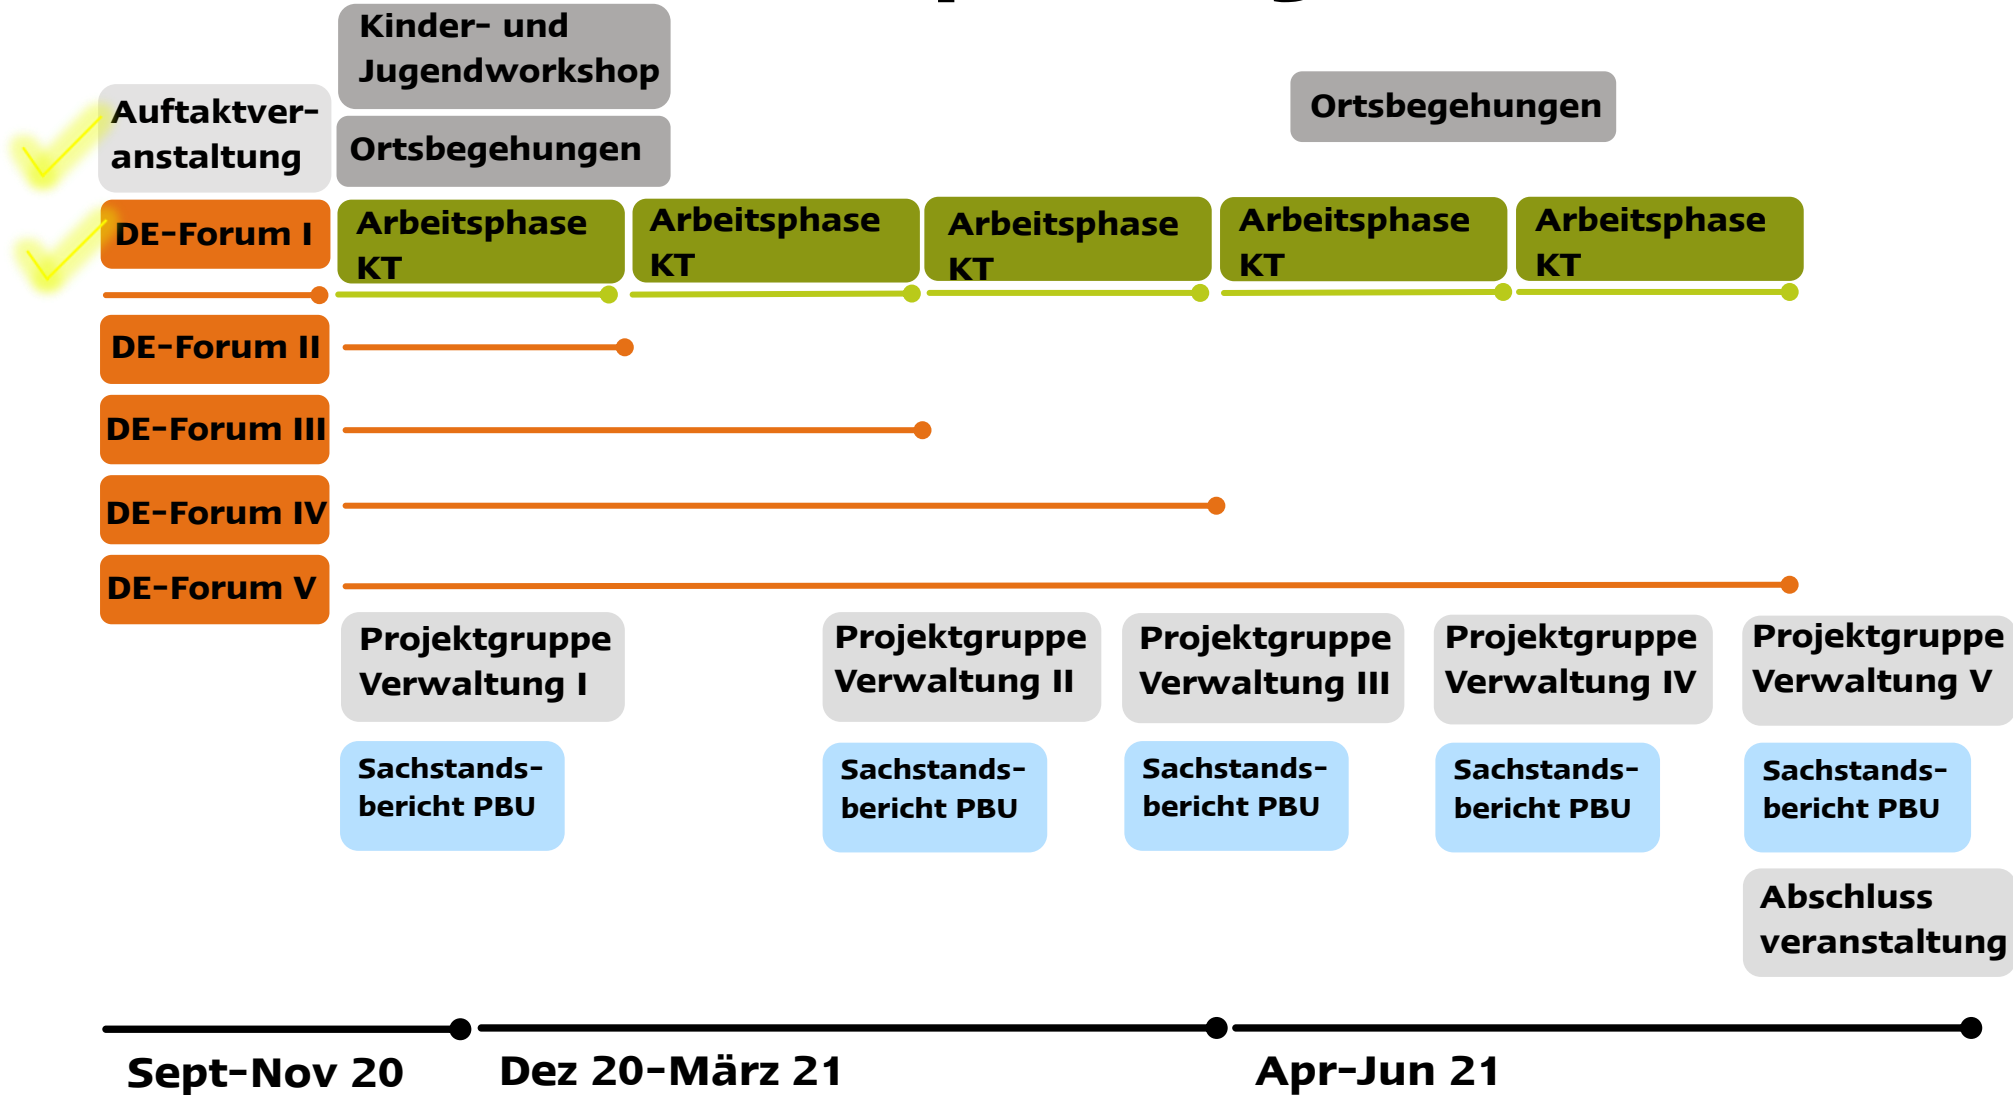 Kinder- und
Jugendworkshop
Auftaktver-
anstaltung
Ortsbegehungen
Ortsbegehungen
DE-Forum I
Arbeitsphase
KT
Arbeitsphase
KT
Arbeitsphase
KT
Arbeitsphase
KT
Arbeitsphase
KT
DE-Forum II
DE-Forum III
DE-Forum IV
DE-Forum V
Projektgruppe
Verwaltung I
Projektgruppe
Verwaltung II
Projektgruppe
Verwaltung III
Projektgruppe
Verwaltung IV
Projektgruppe
Verwaltung V
Sachstands-
bericht PBU
Sachstands-
bericht PBU
Sachstands-
bericht PBU
Sachstands-
bericht PBU
Sachstands-
bericht PBU
Abschluss
veranstaltung
Sept-Nov 20
Dez 20-März 21
Apr-Jun 21